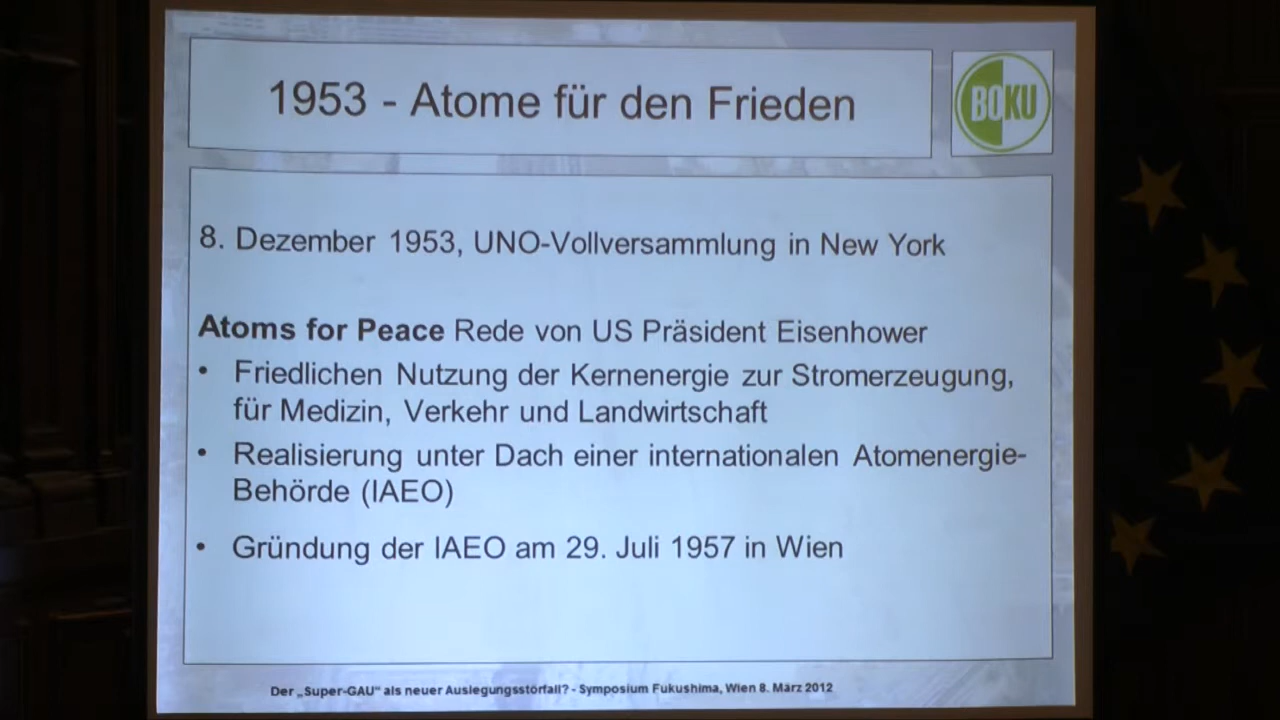 1953 - Atome für den Frieden
BOKU
8. Dezember 1953, UNO-Vollversammlung in New York
Atoms for Peace Rede von US Präsident Eisenhower
• Friedlichen Nutzung der Kernenergie zur Stromerzeugung,
für Medizin, Verkehr und Landwirtschaft
• Realisierung unter Dach einer internationalen Atomenergie-
Behörde (IAEO)
• Gründung der IAEO am 29. Juli 1957 in Wien
Der „Super-GAU“ als neuer Auslegungsstörfall? - Symposium Fukushima, Wien 8. März 2012